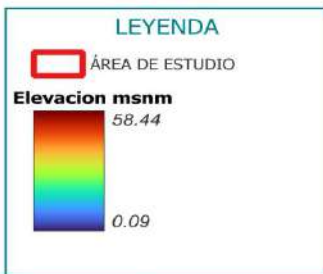 LEYENDA
ÁREA DE ESTUDIO
Elevacion msnm
58.44
0.09